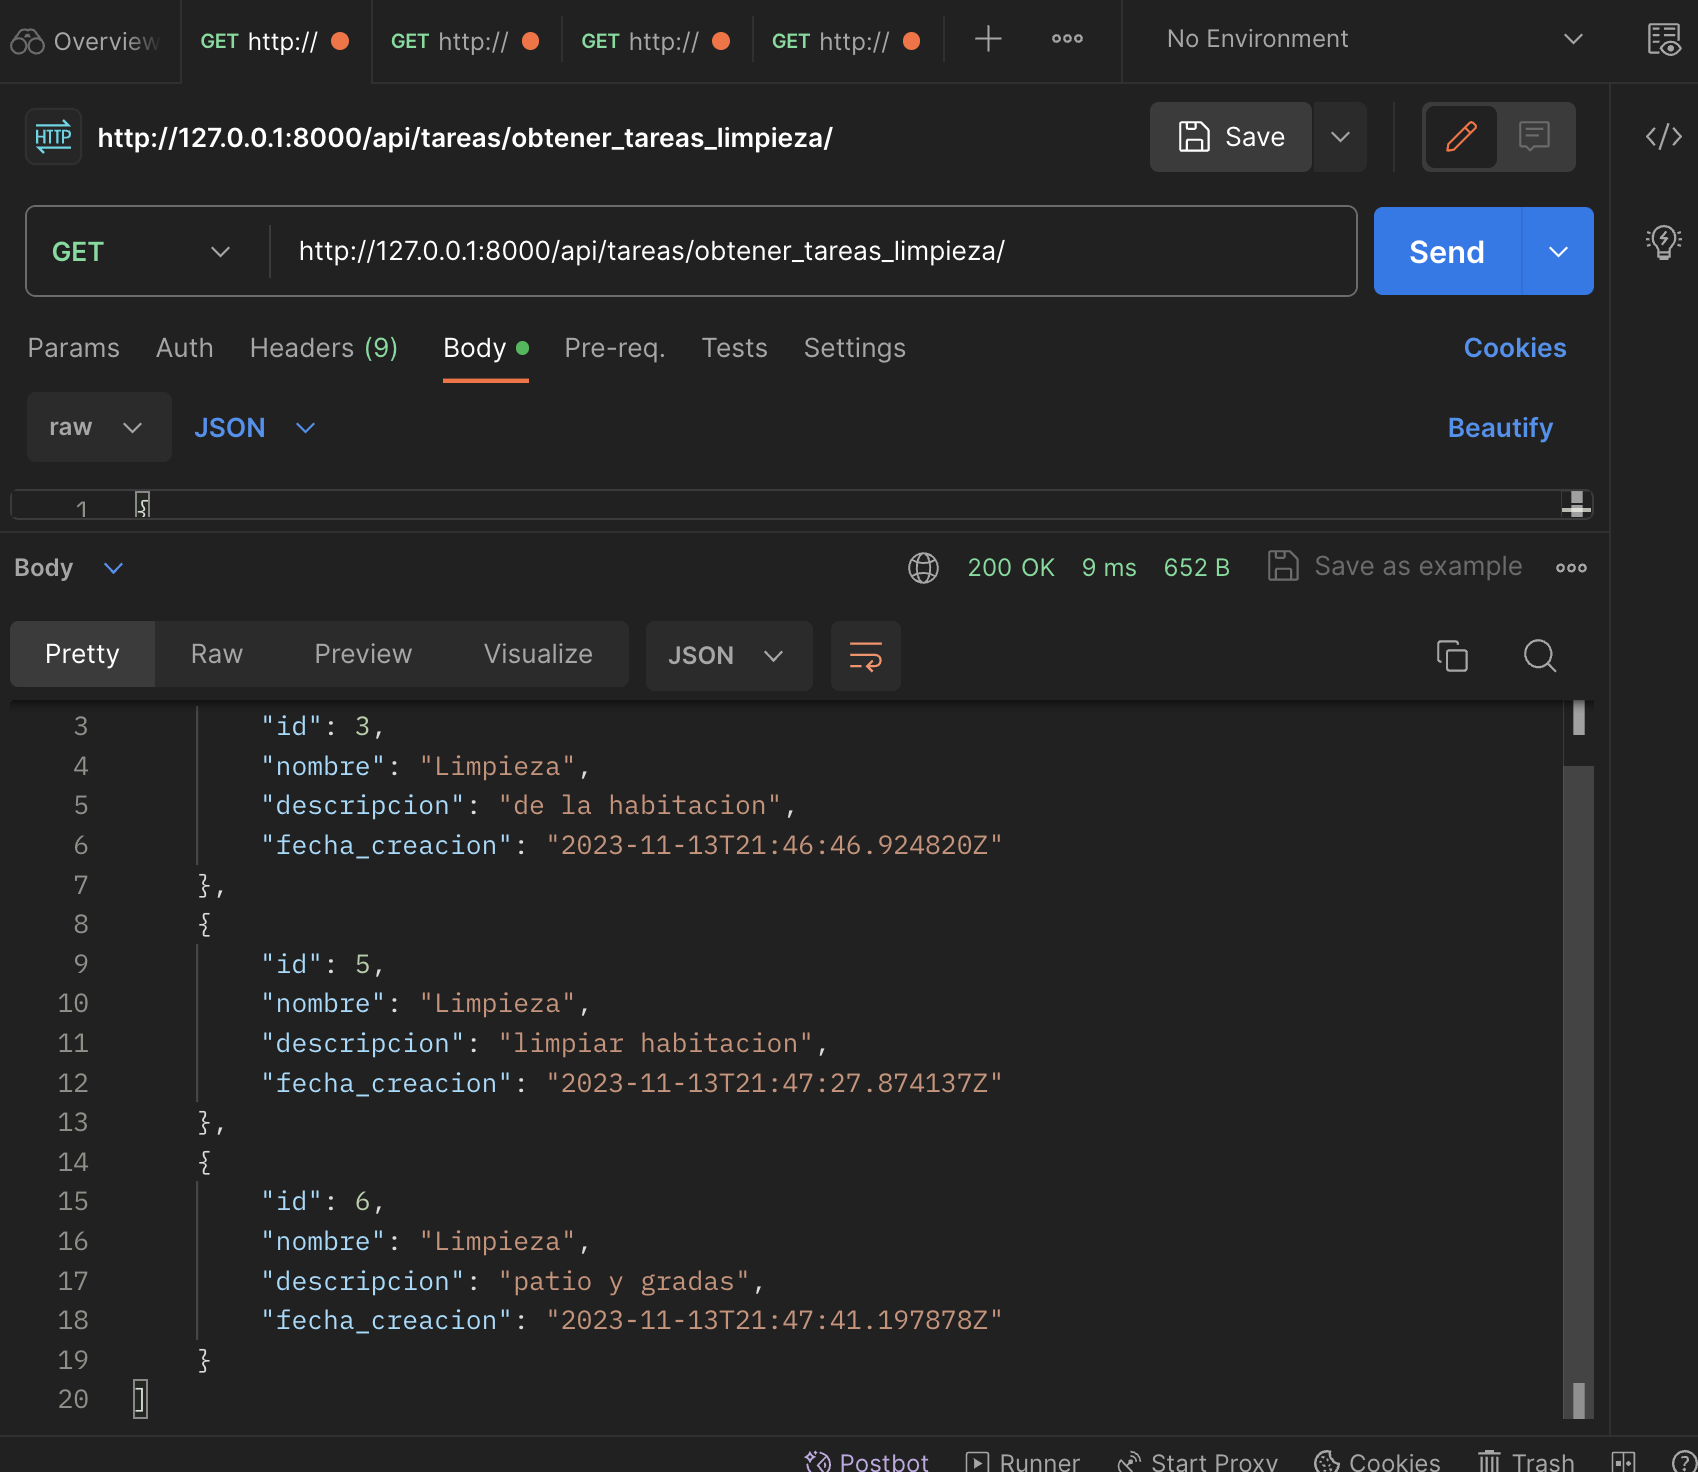 Overview GET http:// GET http:// GET http:// GET http:// No Environment
HTTP http://127.0.0.1:8000/api/tareas/obtener_tareas_limpieza/ Save
GET http://127.0.0.1:8000/api/tareas/obtener_tareas_limpieza/ Send
Params Auth Headers (9) Body Pre-req. Tests Settings Cookies
raw JSON Beautify
1 {
Body 200 OK 9 ms 652 B Save as example
Pretty Raw Preview Visualize JSON
3 "id": 3,
4 "nombre": "Limpieza",
5 "descripcion": "de la habitacion",
6 "fecha_creacion": "2023-11-13T21:46:46.924820Z"
7 },
8 {
9 "id": 5,
10 "nombre": "Limpieza",
11 "descripcion": "limpiar habitacion",
12 "fecha_creacion": "2023-11-13T21:47:27.874137Z"
13 },
14 {
15 "id": 6,
16 "nombre": "Limpieza",
17 "descripcion": "patio y gradas",
18 "fecha_creacion": "2023-11-13T21:47:41.197878Z"
19 }
20 ]
Postbot Runner Start Proxy Cookies Trash